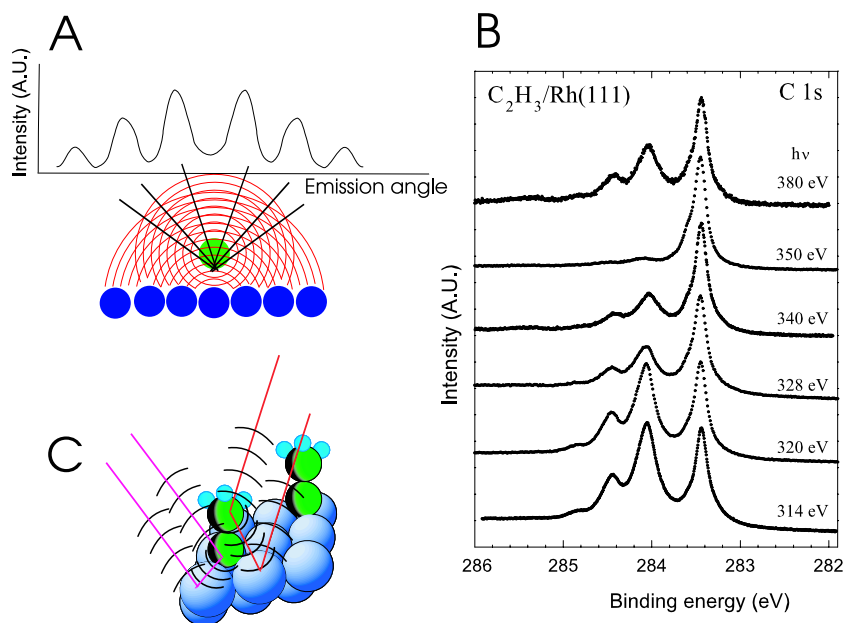 A
Intensity (A.U.)
Emission angle
B
C₂H₃/Rh(111)
C 1s
hν
380 eV
350 eV
340 eV
328 eV
320 eV
314 eV
Intensity (A.U.)
286 285 284 283 282
Binding energy (eV)
C